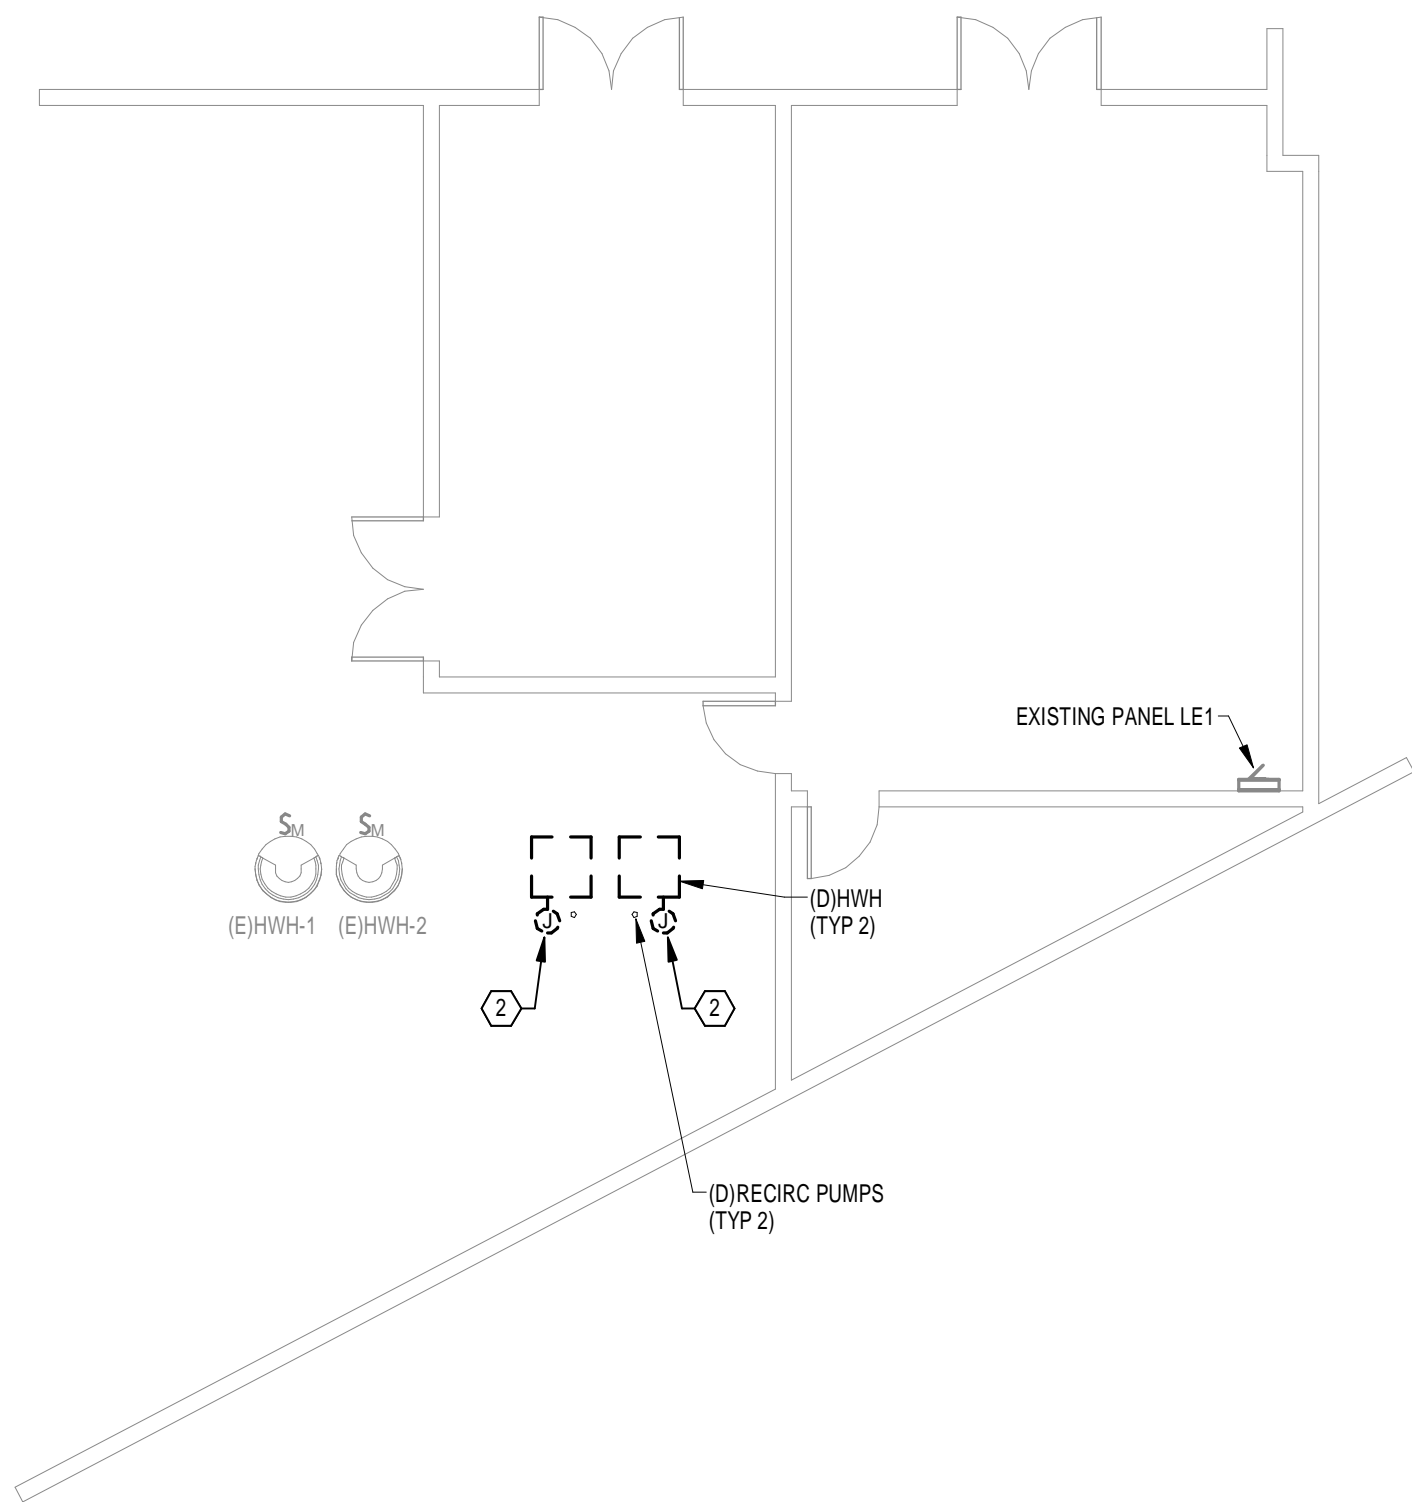 EXISTING PANEL LE1
SM SM
(E)HWH-1 (E)HWH-2
J J
(D)HWH
(TYP 2)
2 2
(D)RECIRC PUMPS
(TYP 2)